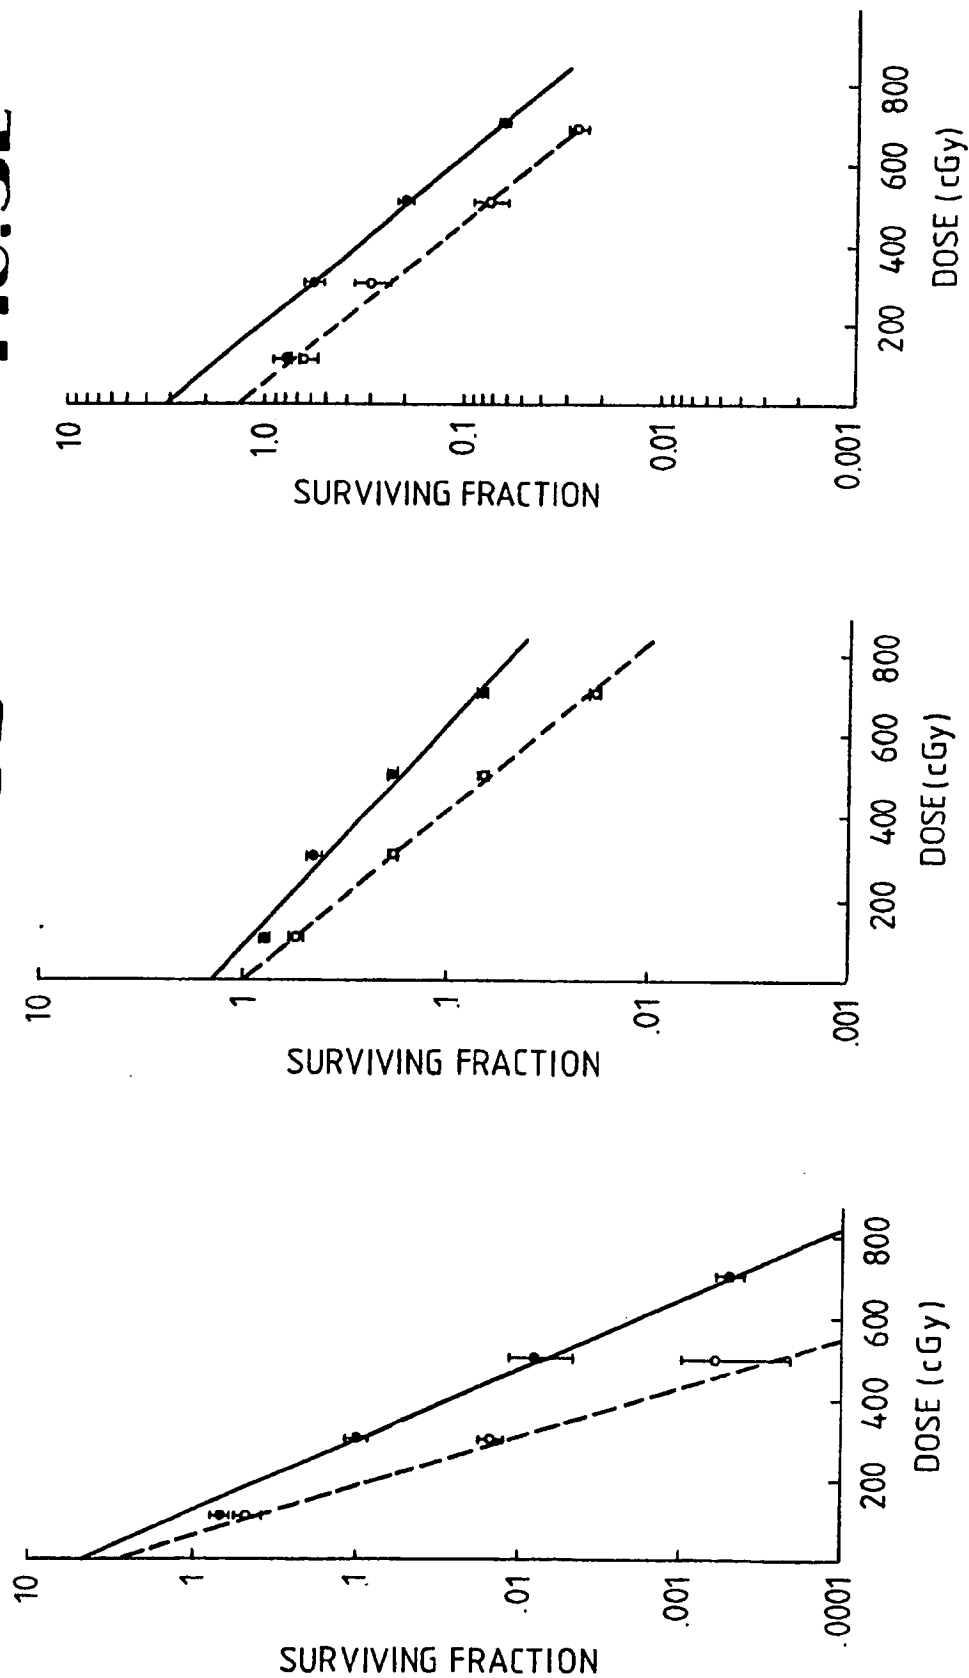 10
1
.1
.01
.001
.0001
SURVIVING FRACTION
200 400 600 800
DOSE (cGy)
10
1
.1
.01
.001
SURVIVING FRACTION
200 400 600 800
DOSE (cGy)
10
1.0
0.1
0.01
0.001
SURVIVING FRACTION
200 400 600 800
DOSE (cGy)